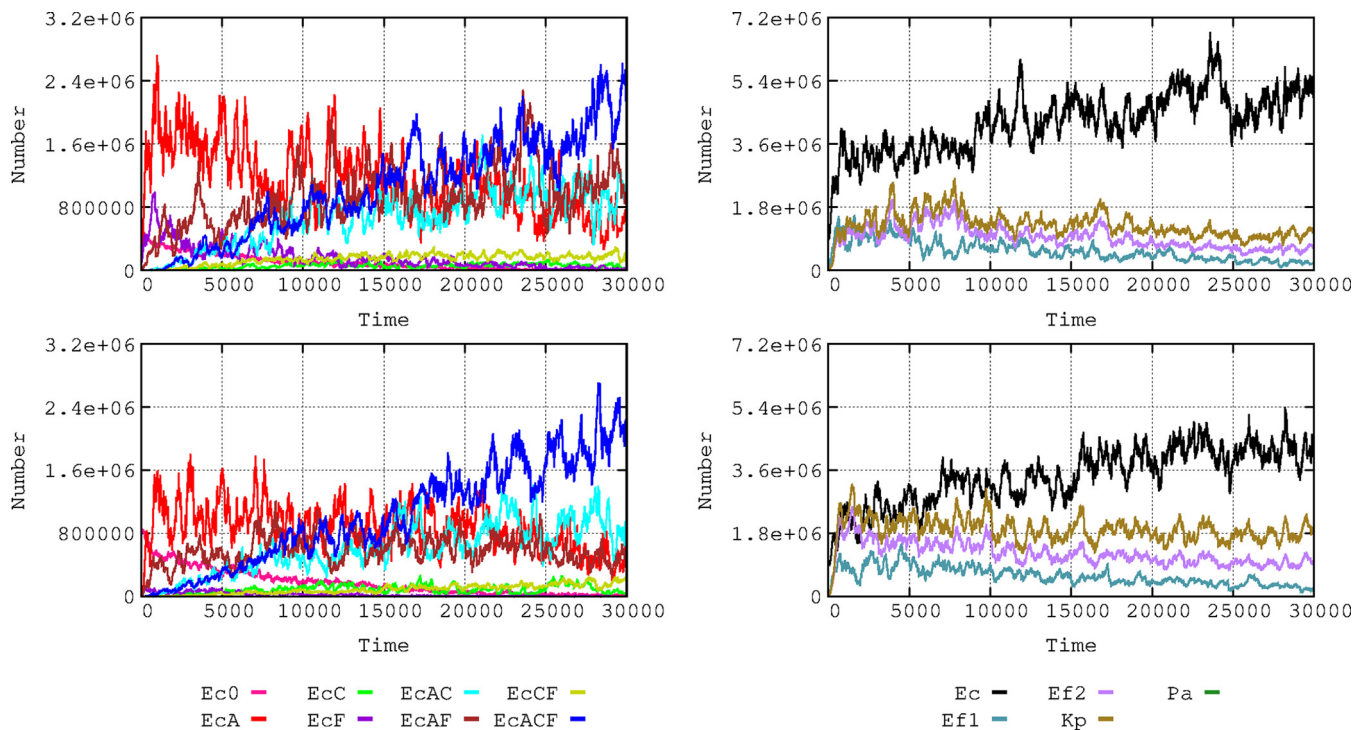 3.2e+06
2.4e+06
1.6e+06
800000
0
Number
0 5000 10000 15000 20000 25000 30000
Time
7.2e+06
5.4e+06
3.6e+06
1.8e+06
0
Number
0 5000 10000 15000 20000 25000 30000
Time
3.2e+06
2.4e+06
1.6e+06
800000
0
Number
0 5000 10000 15000 20000 25000 30000
Time
7.2e+06
5.4e+06
3.6e+06
1.8e+06
0
Number
0 5000 10000 15000 20000 25000 30000
Time
Ec0 EcC EcAC EcCF
EcA EcF EcAF EcACF
Ec Ef2 Pa
Ef1 Kp